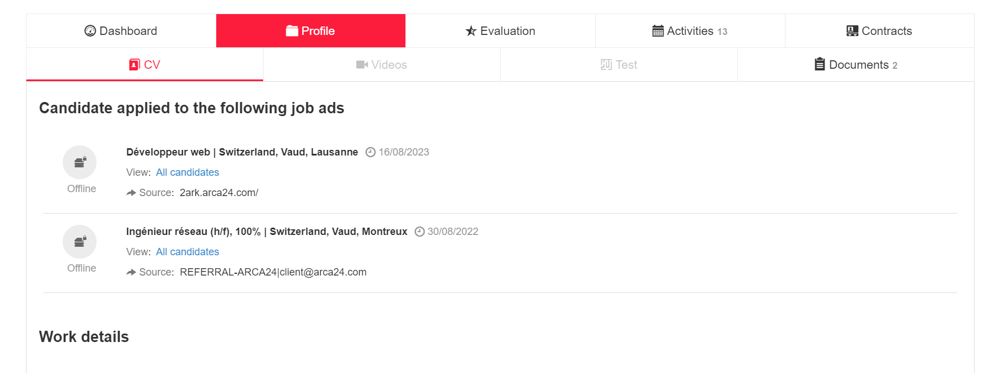 Dashboard Profile Evaluation Activities 13 Contracts
CV Videos Test Documents 2
Candidate applied to the following job ads
Développeur web | Switzerland, Vaud, Lausanne 16/08/2023
View: All candidates
Offline
Source: 2ark.arca24.com/
Ingénieur réseau (h/f), 100% | Switzerland, Vaud, Montreux 30/08/2022
View: All candidates
Offline
Source: REFERRAL-ARCA24|client@arca24.com
Work details